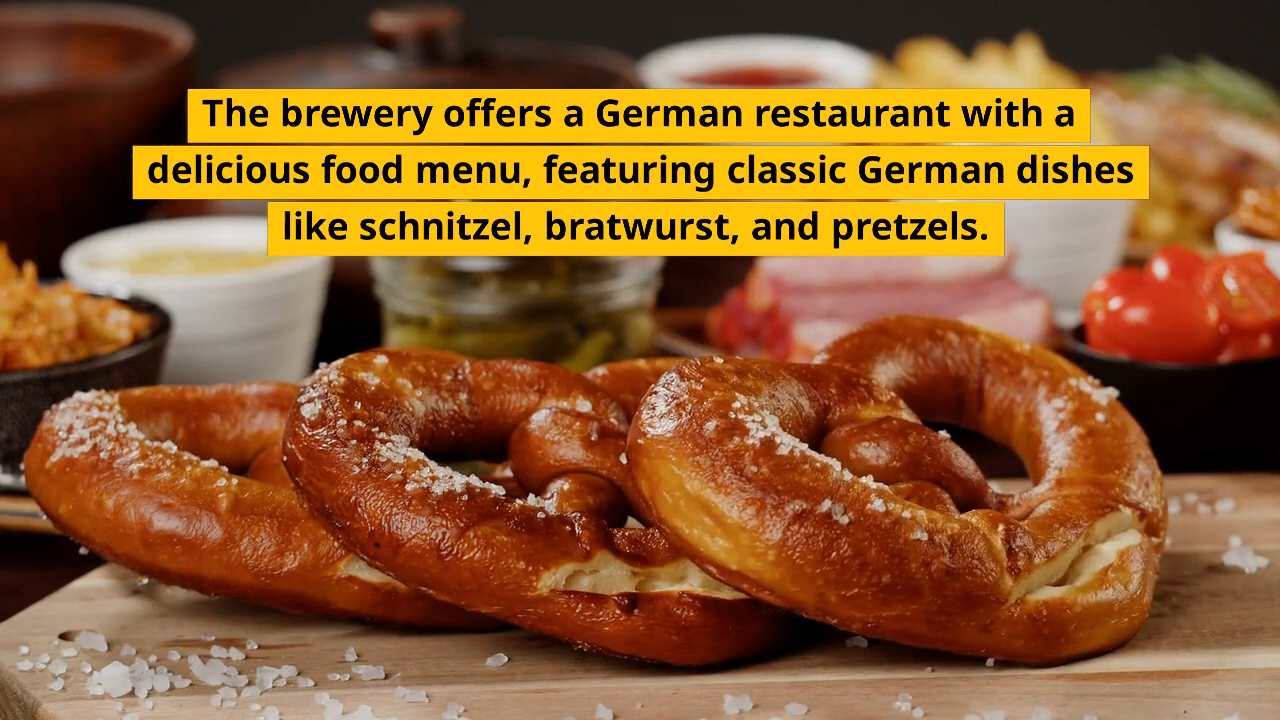 The brewery offers a German restaurant with a
delicious food menu, featuring classic German dishes
like schnitzel, bratwurst, and pretzels.